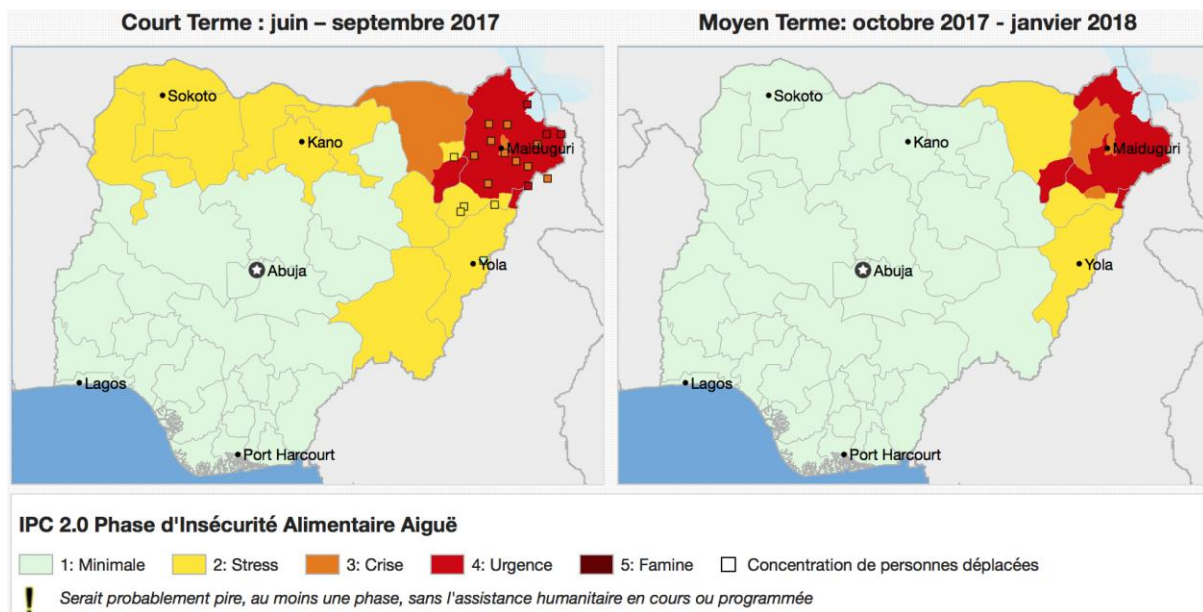 Court Terme : juin – septembre 2017
Moyen Terme: octobre 2017 - janvier 2018
Sokoto
Kano
Maiduguri
Abuja
Yola
Lagos
Port Harcourt
Sokoto
Kano
Maiduguri
Abuja
Yola
Lagos
Port Harcourt
IPC 2.0 Phase d'Insécurité Alimentaire Aiguë
1: Minimale 2: Stress 3: Crise 4: Urgence 5: Famine Concentration de personnes déplacées
! Serait probablement pire, au moins une phase, sans l'assistance humanitaire en cours ou programmée